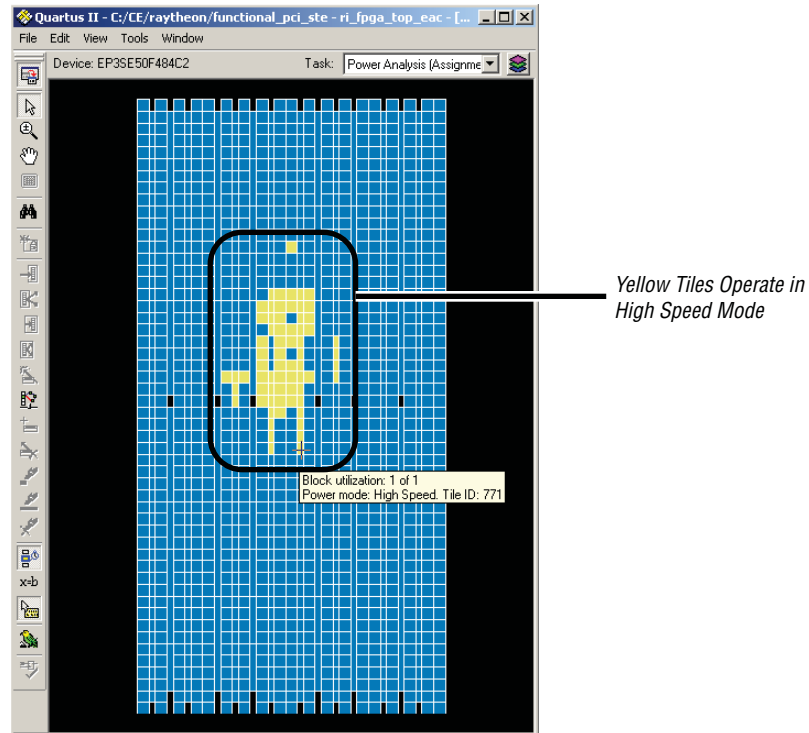 Quartus II - C:/CE/raytheon/functional_pci_ste - ri_fpga_top_eac - [...
File Edit View Tools Window
Device: EP3SE50F484C2 Task: Power Analysis (Assignme
Yellow Tiles Operate in
High Speed Mode
Block utilization: 1 of 1
Power mode: High Speed. Tile ID: 771
x=b